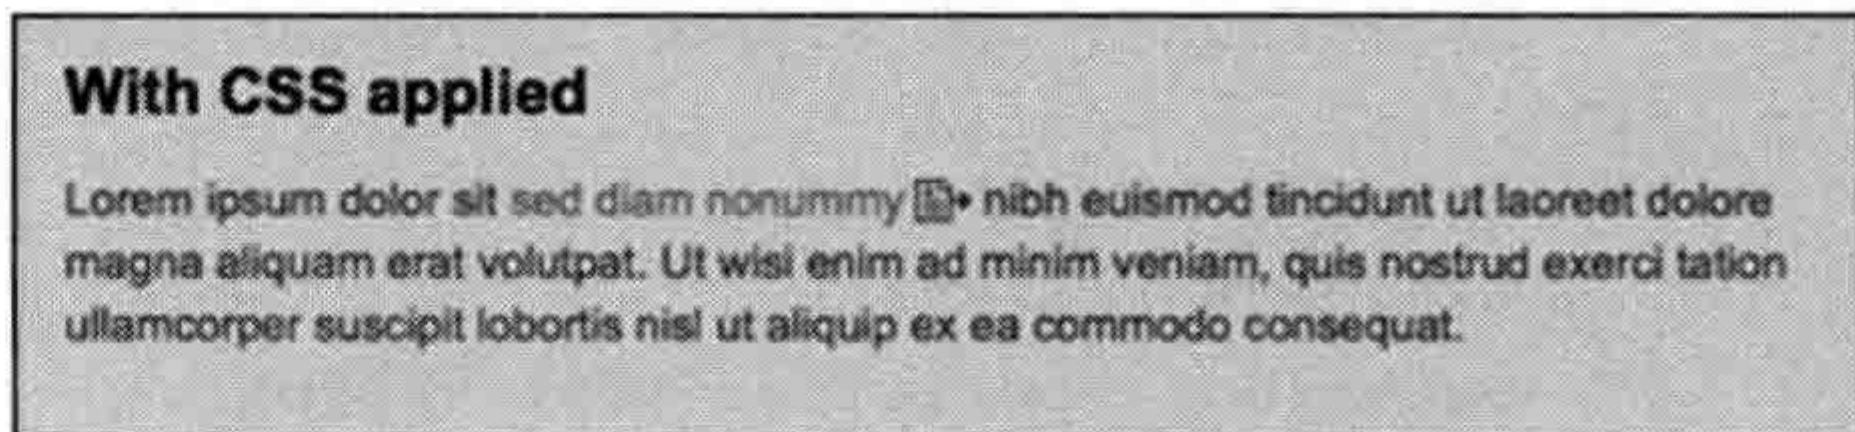 With CSS applied
Lorem ipsum dolor sit sed diam nonummy nibh euismod tincidunt ut laoreet dolore
magna aliquam erat volutpat. Ut wisi enim ad minim veniam, quis nostrud exerci tation
ullamcorper suscipit lobortis nisl ut aliquip ex ea commodo consequat.